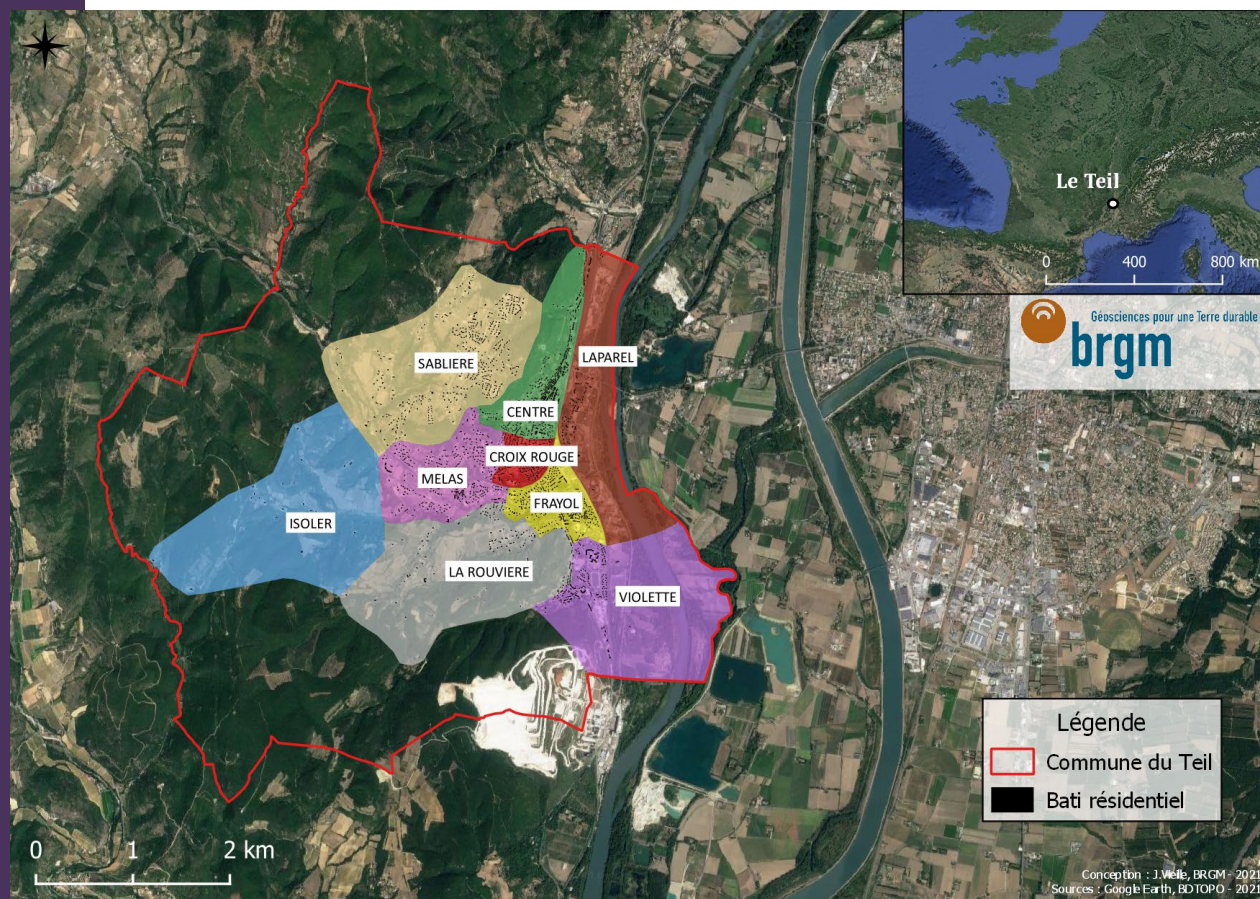 Le Teil
0 400 800 km
Géosciences pour une Terre durable
brgm
SABLIERE
LAPAREL
CENTRE
CROIX ROUGE
MELAS
FRAYOL
ISOLER
LA ROUVIERE
VIOLETTE
Légende
Commune du Teil
Bati résidentiel
0 1 2 km
Conception : J.Vielle, BRGM - 2021
Sources : Google Earth, BDTOPO - 2021